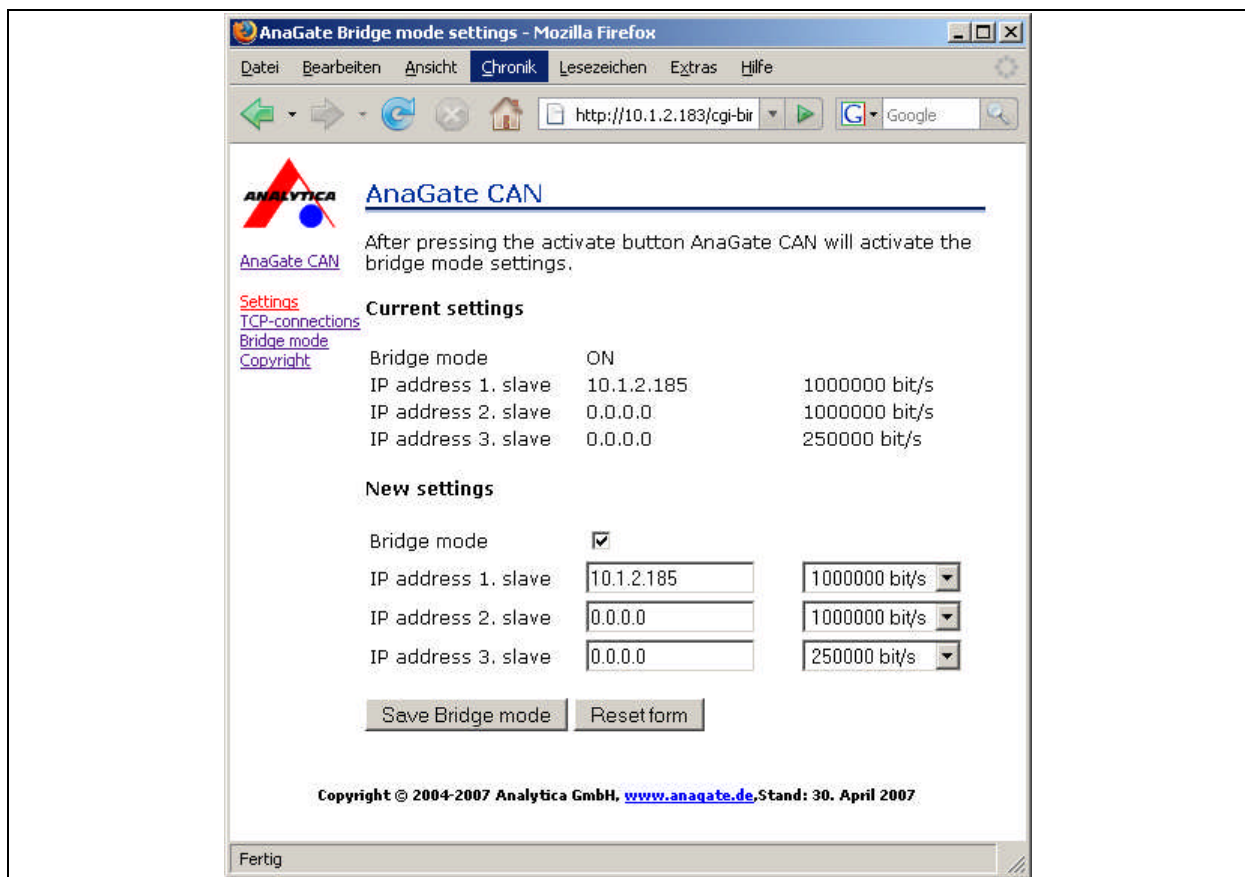 AnaGate Bridge mode settings - Mozilla Firefox
Datei Bearbeiten Ansicht Chronik Lesezeichen Extras Hilfe
http://10.1.2.183/cgi-bir G Google
ANALYTICA
AnaGate CAN
After pressing the activate button AnaGate CAN will activate the
bridge mode settings.
AnaGate CAN
Settings
TCP-connections
Bridge mode
Copyright
Current settings
Bridge mode ON
IP address 1. slave 10.1.2.185 1000000 bit/s
IP address 2. slave 0.0.0.0 1000000 bit/s
IP address 3. slave 0.0.0.0 250000 bit/s
New settings
Bridge mode
IP address 1. slave 10.1.2.185 1000000 bit/s
IP address 2. slave 0.0.0.0 1000000 bit/s
IP address 3. slave 0.0.0.0 250000 bit/s
Save Bridge mode Reset form
Copyright © 2004-2007 Analytica GmbH, www.anagate.de,Stand: 30. April 2007
Fertig